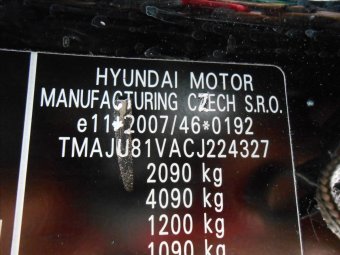 HYUNDAI MOTOR
MANUFACTURING CZECH S.R.O.
e11*2007/46*0192
TMAJU81VACJ224327
2090 kg
4090 kg
1200 kg
1090 kg